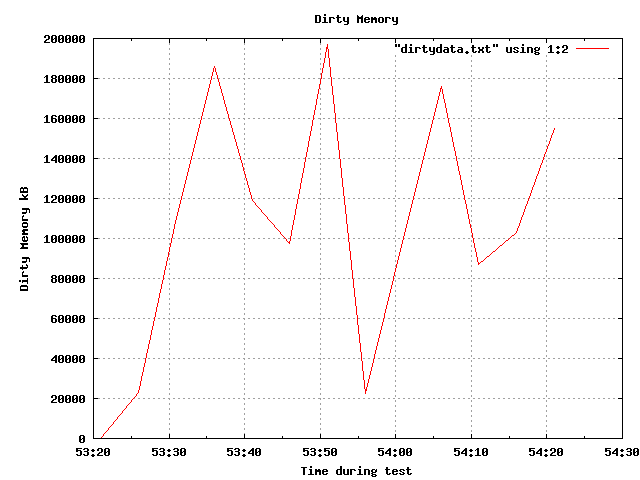 Dirty Memory
"dirtydata.txt" using 1:2
200000
180000
160000
140000
120000
100000
80000
60000
40000
20000
0
Dirty Memory kB
53:20 53:30 53:40 53:50 54:00 54:10 54:20 54:30
Time during test